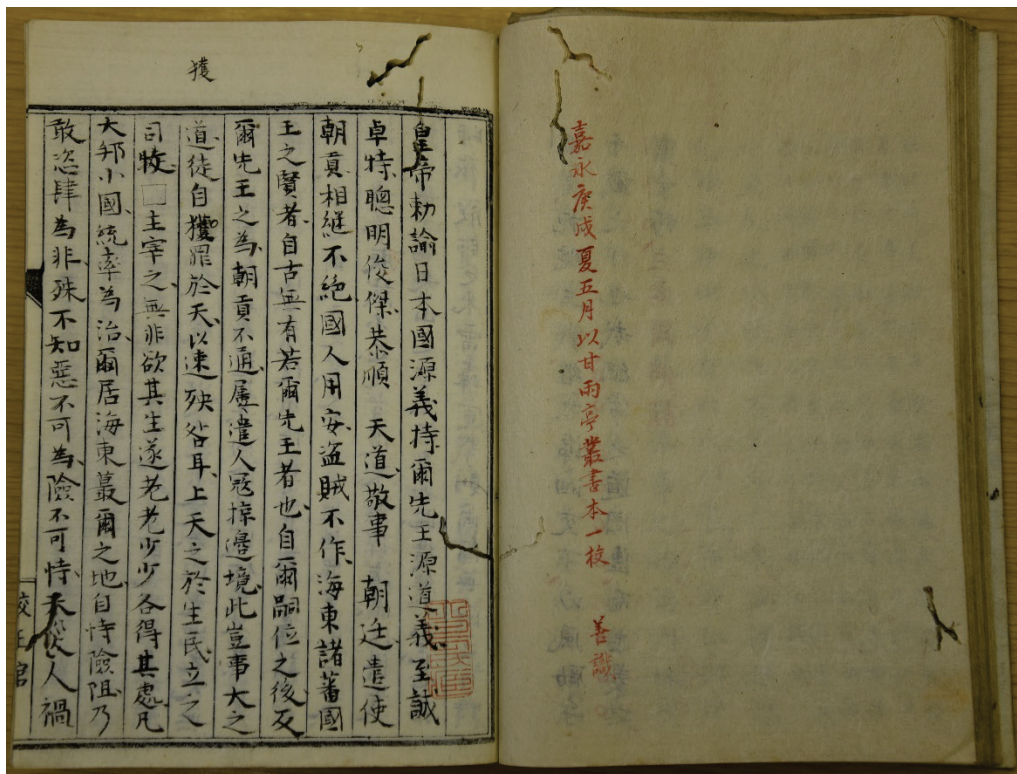 嘉永庚戌夏五月以甘雨亭叢書本一校
善識
獲
皇帝勅諭日本國源義持爾先王源道義至誠
卓特聰明俊傑恭順天道敬事朝廷遣使
朝貢相継不絶國人用安盜賊不作海東諸蕃國
王之賢者自古無有若爾先王者也自爾嗣位之後反
爾先王之為朝貢不通屢遣人冦掠邊境此豈事大之
道徒自獲罪於天以速殃咎耳上天之於生民立之
司牧□主宰之無非欲其生遂老老少少各得其處凡
大邦小國統率為治爾居海東蕞爾之地自恃險阻乃
敢恣肆為非殊不知惡不可為險不可恃天災人禍